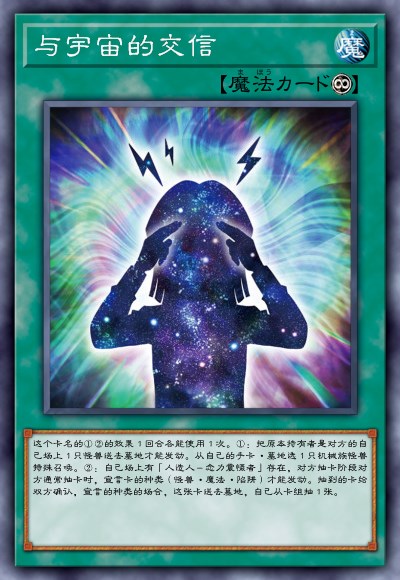 与宇宙的交信
魔
【魔法カード】
まほう
这个卡名的①②的效果1回合各能使用1次。①：把原本持有者是对方的自
己场上1只怪兽送去墓地才能发动。从自己的手卡·墓地选1只机械族怪兽
特殊召唤。②：自己场上有「人造人-念力震慑者」存在，对方抽卡阶段对
方通常抽卡时，宣言卡的种类（怪兽·魔法·陷阱）才能发动。抽到的卡给
双方确认，宣言的种类的场合，这张卡送去墓地，自己从卡组抽1张。